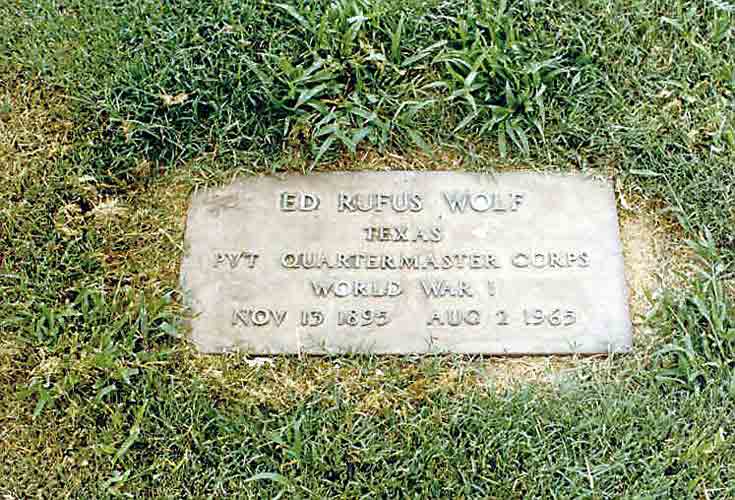 ED RUFUS WOLF
TEXAS
PVT QUARTERMASTER CORPS
WORLD WAR I
NOV 13 1895 AUG 2 1965